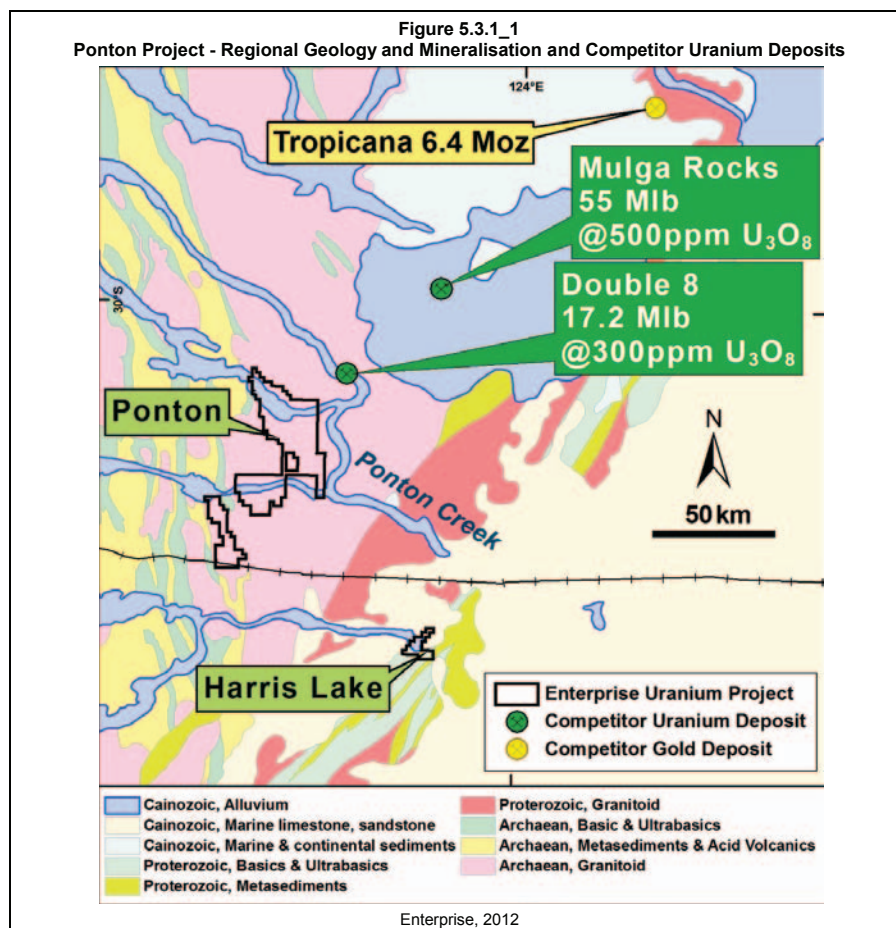 Figure 5.3.1_1
Ponton Project - Regional Geology and Mineralisation and Competitor Uranium Deposits
124°E
Tropicana 6.4 Moz
Mulga Rocks
55 Mlb
@500ppm U₃O₈
30°S
Double 8
17.2 Mlb
@300ppm U₃O₈
Ponton
N
Ponton Creek
50 km
Harris Lake
Enterprise Uranium Project
Competitor Uranium Deposit
Competitor Gold Deposit
Cainozoic, Alluvium
Cainozoic, Marine limestone, sandstone
Cainozoic, Marine & continental sediments
Proterozoic, Basics & Ultrabasics
Proterozoic, Metasediments
Proterozoic, Granitoid
Archaean, Basic & Ultrabasics
Archaean, Metasediments & Acid Volcanics
Archaean, Granitoid
Enterprise, 2012